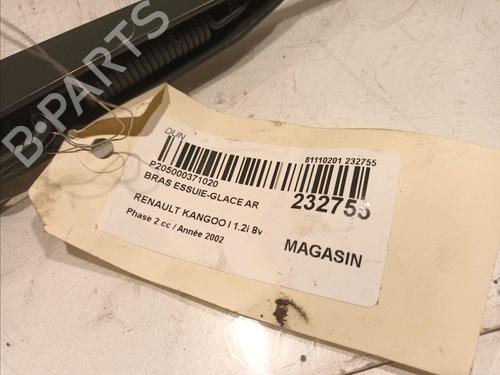 B-PARTS
DUN
81110201 232755
P205000371020
BRAS ESSUIE-GLACE AR
232755
RENAULT KANGOO I 1.2i 8v
Phase 2 cc / Année 2002
MAGASIN